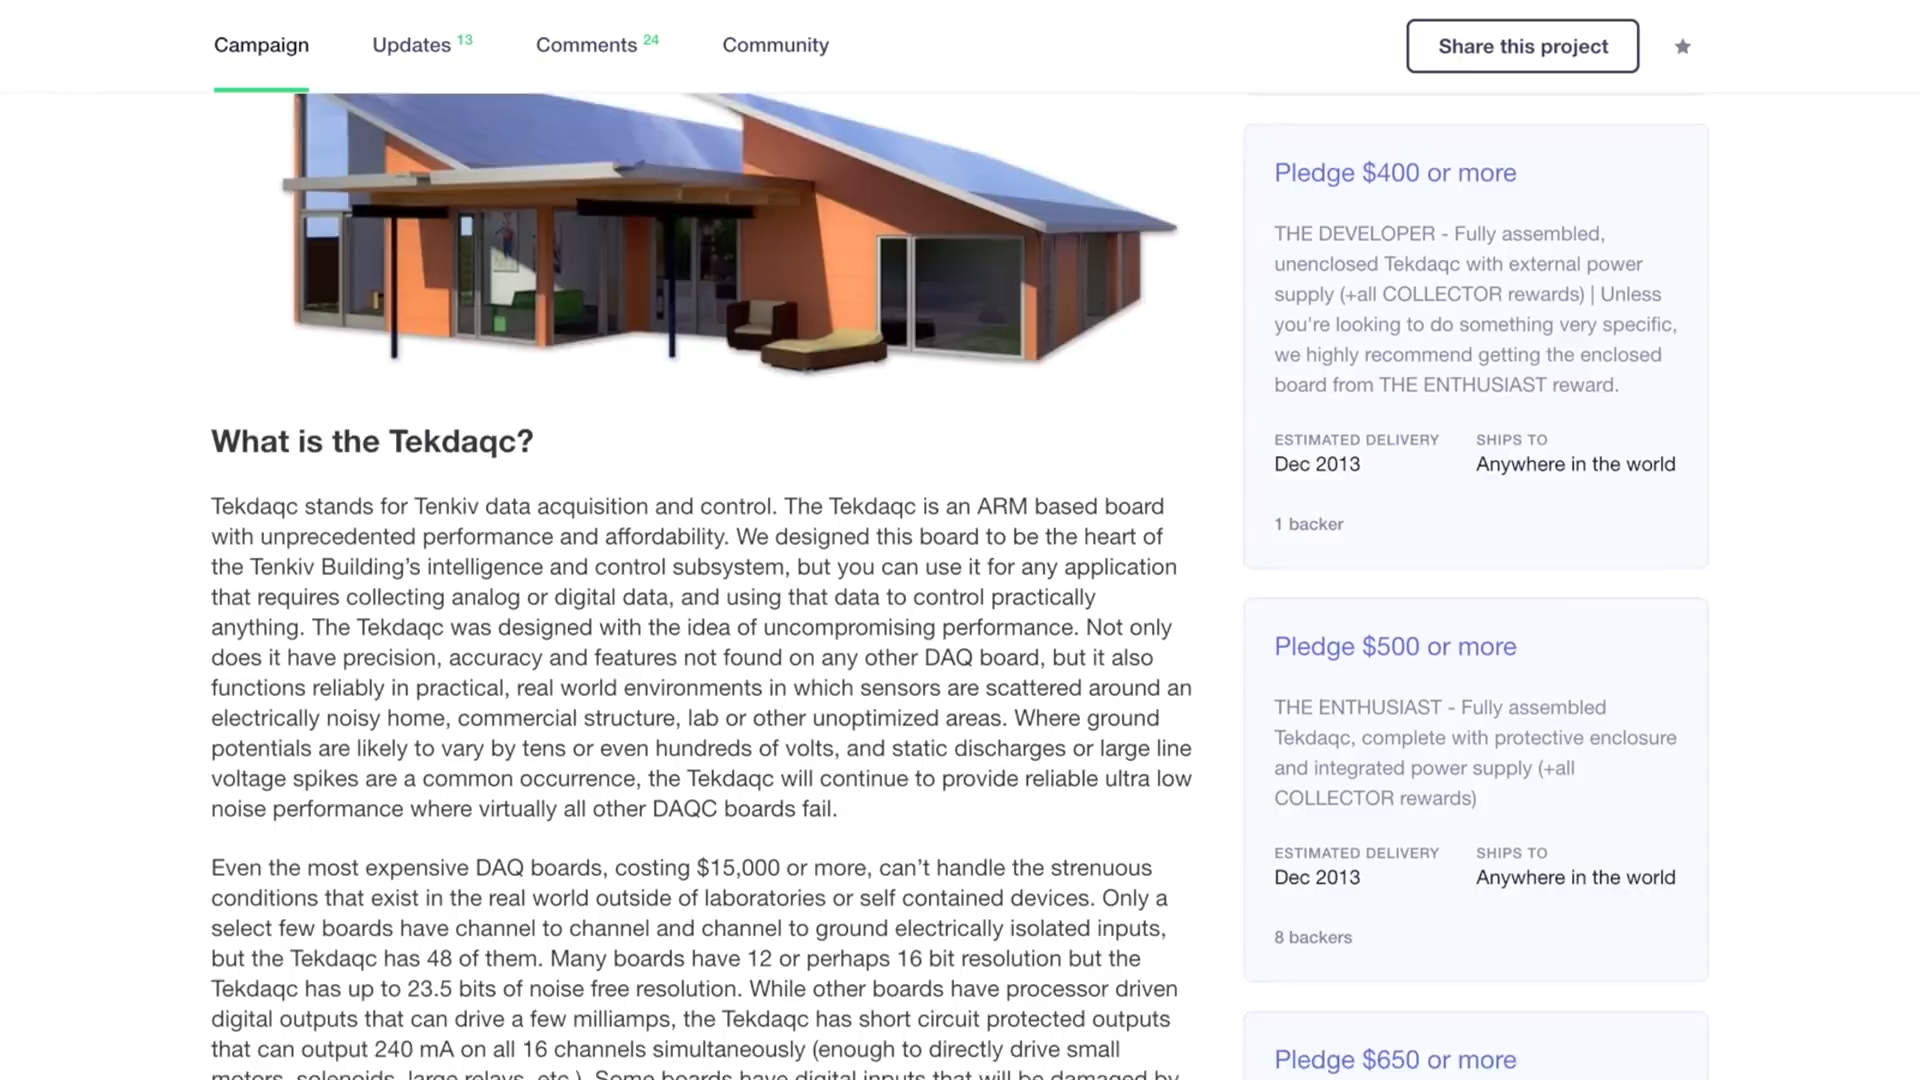 Campaign
Updates 13
Comments 24
Community
Share this project
What is the Tekdaqc?
Tekdaqc stands for Tenkiv data acquisition and control. The Tekdaqc is an ARM based board
with unprecedented performance and affordability. We designed this board to be the heart of
the Tenkiv Building’s intelligence and control subsystem, but you can use it for any application
that requires collecting analog or digital data, and using that data to control practically
anything. The Tekdaqc was designed with the idea of uncompromising performance. Not only
does it have precision, accuracy and features not found on any other DAQ board, but it also
functions reliably in practical, real world environments in which sensors are scattered around an
electrically noisy home, commercial structure, lab or other unoptimized areas. Where ground
potentials are likely to vary by tens or even hundreds of volts, and static discharges or large line
voltage spikes are a common occurrence, the Tekdaqc will continue to provide reliable ultra low
noise performance where virtually all other DAQC boards fail.
Even the most expensive DAQ boards, costing $15,000 or more, can’t handle the strenuous
conditions that exist in the real world outside of laboratories or self contained devices. Only a
select few boards have channel to channel and channel to ground electrically isolated inputs,
but the Tekdaqc has 48 of them. Many boards have 12 or perhaps 16 bit resolution but the
Tekdaqc has up to 23.5 bits of noise free resolution. While other boards have processor driven
digital outputs that can drive a few milliamps, the Tekdaqc has short circuit protected outputs
that can output 240 mA on all 16 channels simultaneously (enough to directly drive small
motors, solenoids, large relays, etc.). Some boards have digital inputs that will be damaged by
Pledge $400 or more
THE DEVELOPER - Fully assembled,
unenclosed Tekdaqc with external power
supply (+all COLLECTOR rewards) | Unless
you're looking to do something very specific,
we highly recommend getting the enclosed
board from THE ENTHUSIAST reward.
ESTIMATED DELIVERY SHIPS TO
Dec 2013 Anywhere in the world
1 backer
Pledge $500 or more
THE ENTHUSIAST - Fully assembled
Tekdaqc, complete with protective enclosure
and integrated power supply (+all
COLLECTOR rewards)
ESTIMATED DELIVERY SHIPS TO
Dec 2013 Anywhere in the world
8 backers
Pledge $650 or more